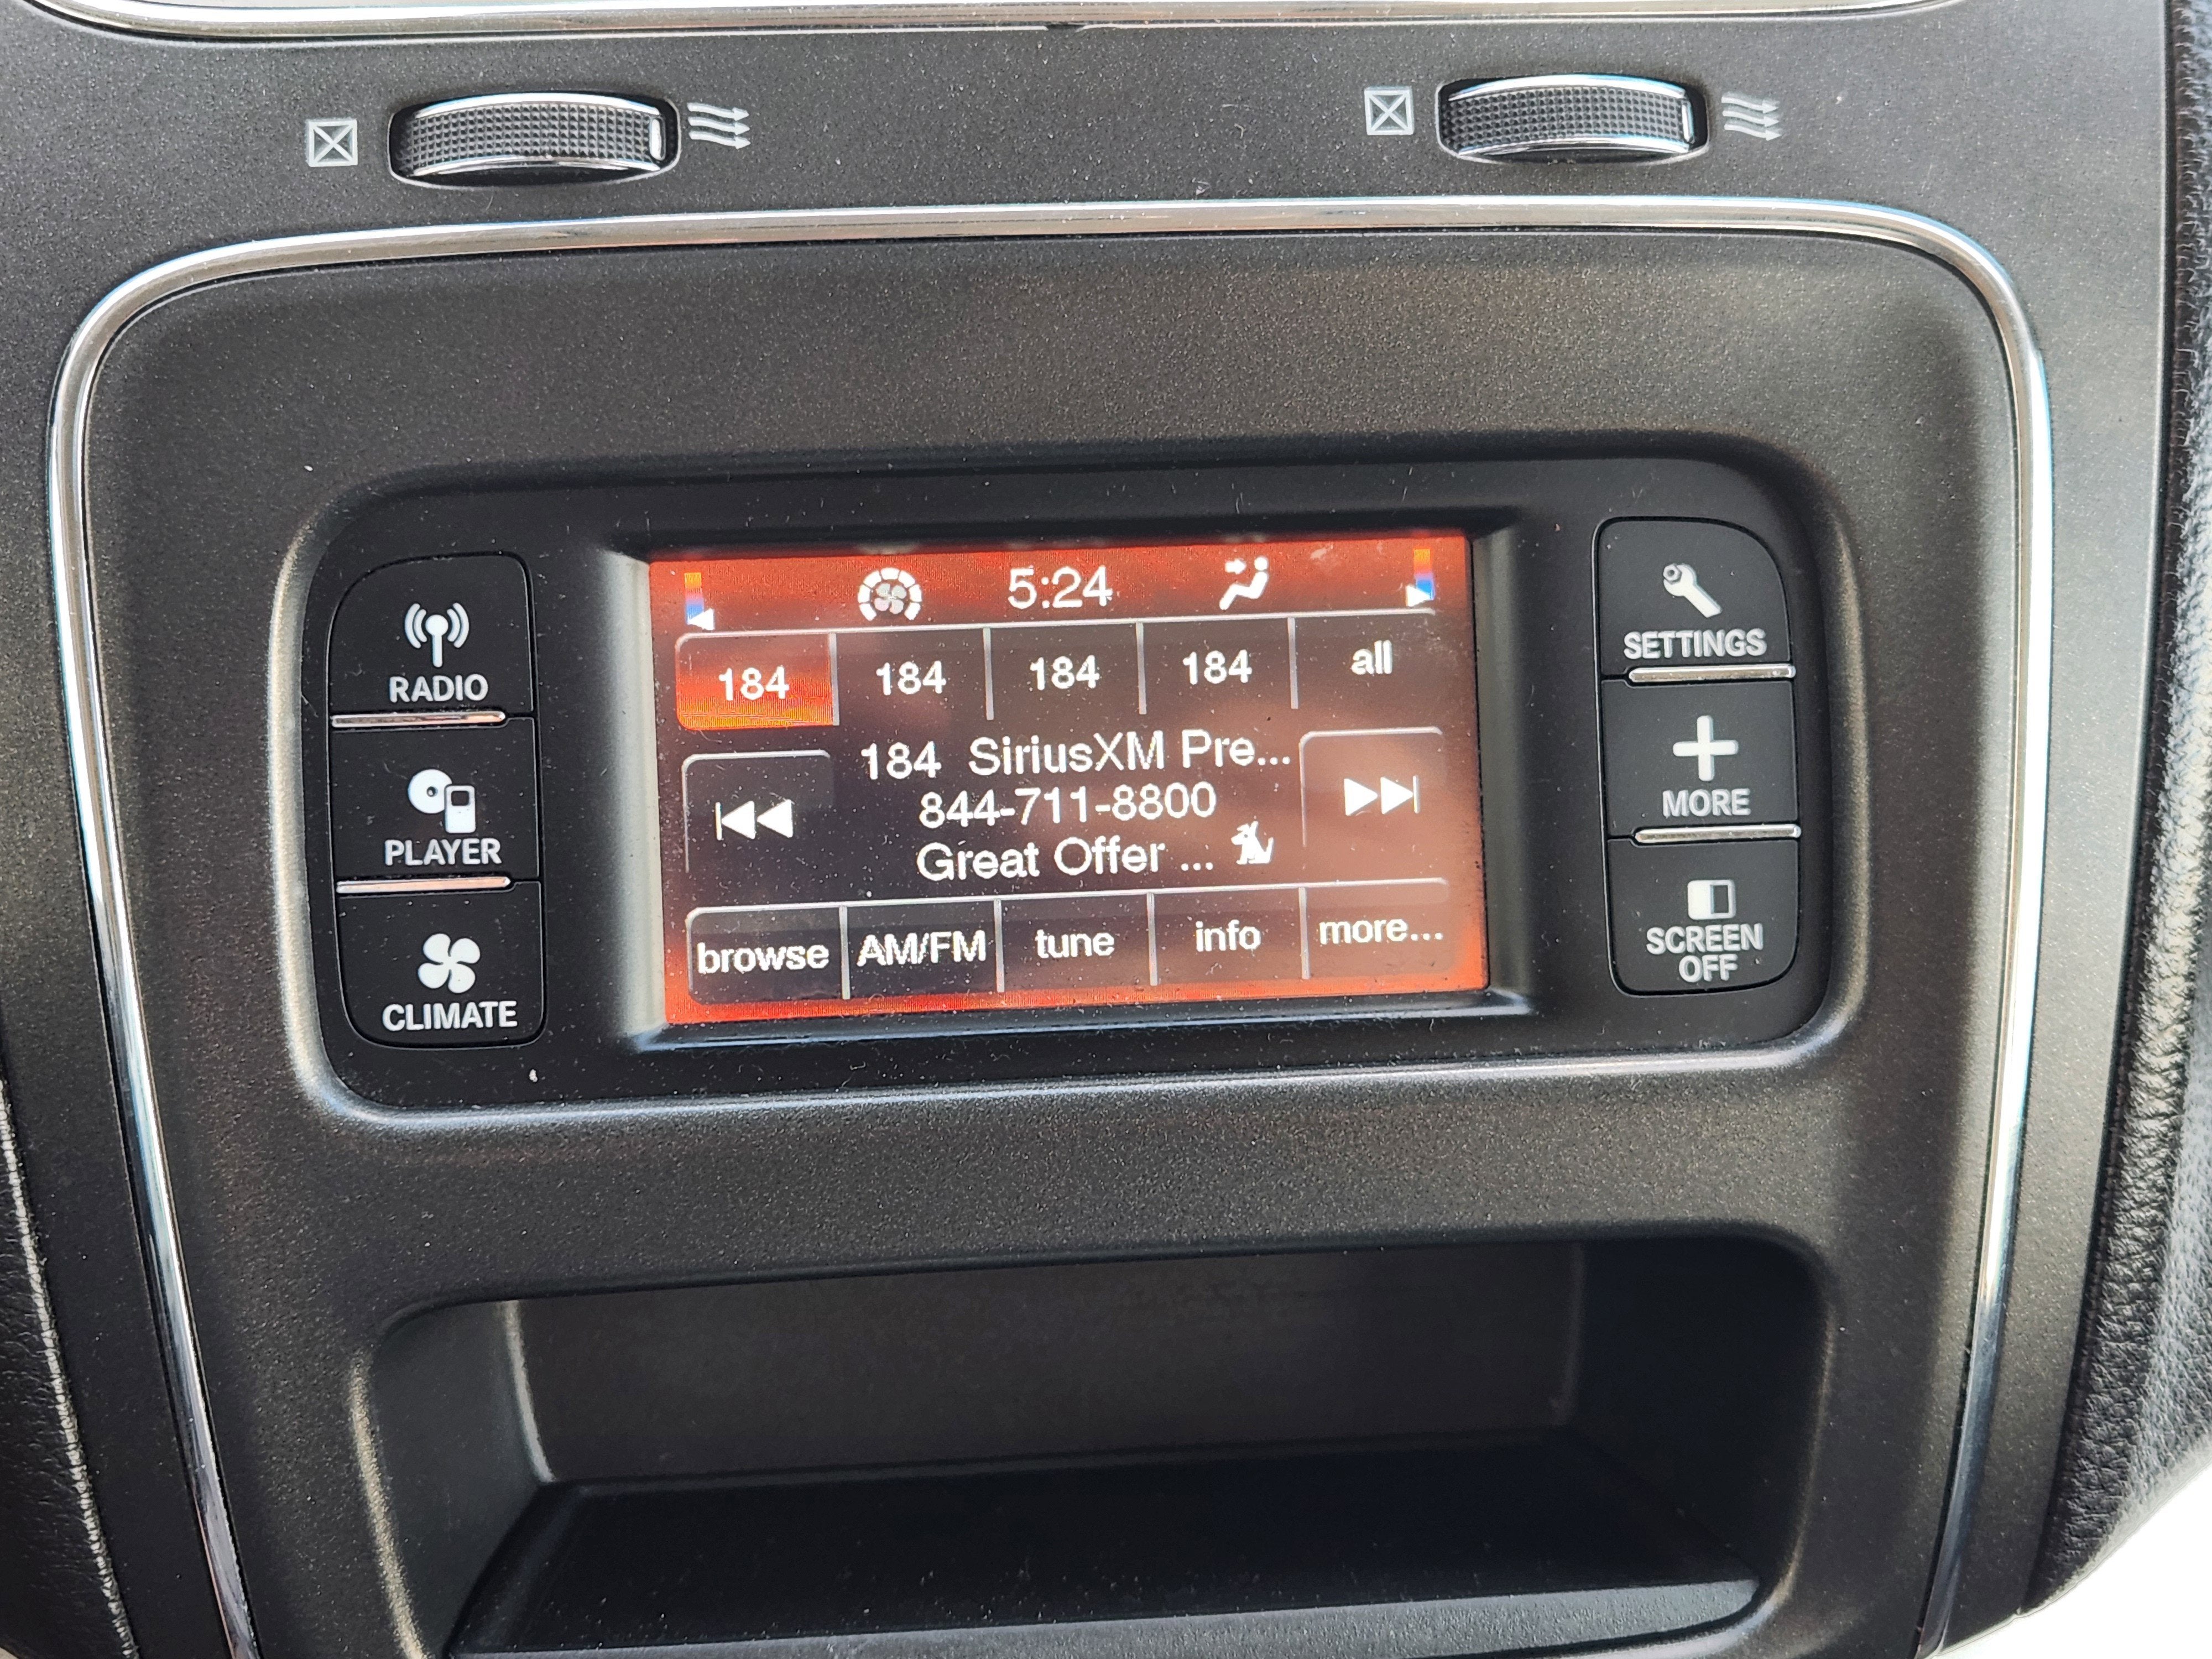 5:24
184 184 184 184 all
184 SiriusXM Pre...
844-711-8800
Great Offer ...
browse AM/FM tune info more...
RADIO
PLAYER
CLIMATE
SETTINGS
MORE
SCREEN
OFF